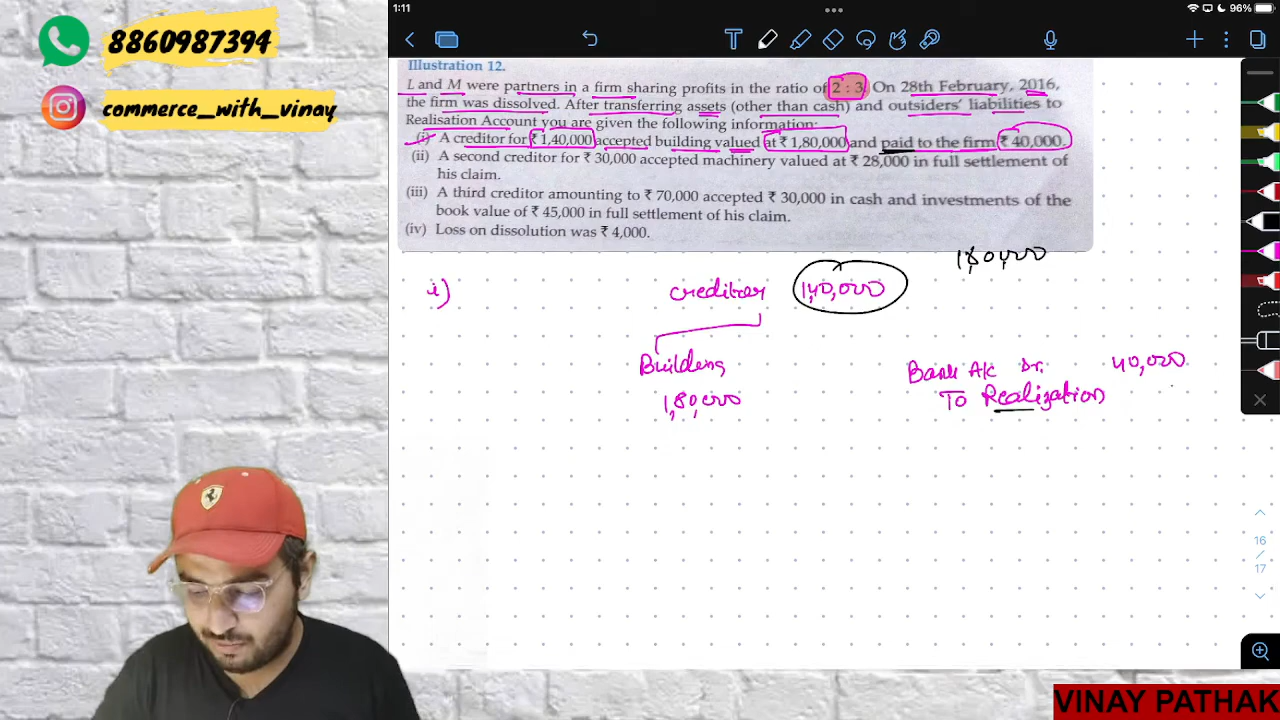 8860987394
commerce_with_vinay
1:11
96%
Illustration 12.
L and M were partners in a firm sharing profits in the ratio of 2 : 3. On 28th February, 2016,
the firm was dissolved. After transferring assets (other than cash) and outsiders' liabilities to
Realisation Account you are given the following information:
(i) A creditor for ₹ 1,40,000 accepted building valued at ₹ 1,80,000 and paid to the firm ₹ 40,000.
(ii) A second creditor for ₹ 30,000 accepted machinery valued at ₹ 28,000 in full settlement of
his claim.
(iii) A third creditor amounting to ₹ 70,000 accepted ₹ 30,000 in cash and investments of the
book value of ₹ 45,000 in full settlement of his claim.
(iv) Loss on dissolution was ₹ 4,000.
1,80,000
i) creditor 1,40,000
Building
1,80,000
Bank A/c Dr. 40,000
To Realization
16
/
17
VINAY PATHAK